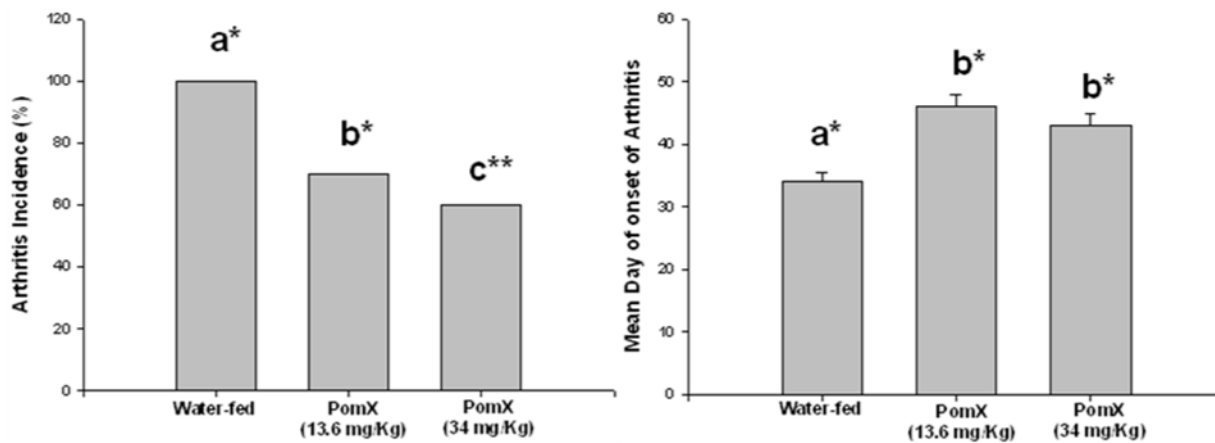 Arthritis Incidence (%)
120
100
80
60
40
20
0
a*
b*
c**
Water-fed
PomX
(13.6 mg/Kg)
PomX
(34 mg/Kg)
Mean Day of onset of Arthritis
60
50
40
30
20
10
0
a*
b*
b*
Water-fed
PomX
(13.6 mg/Kg)
PomX
(34 mg/Kg)